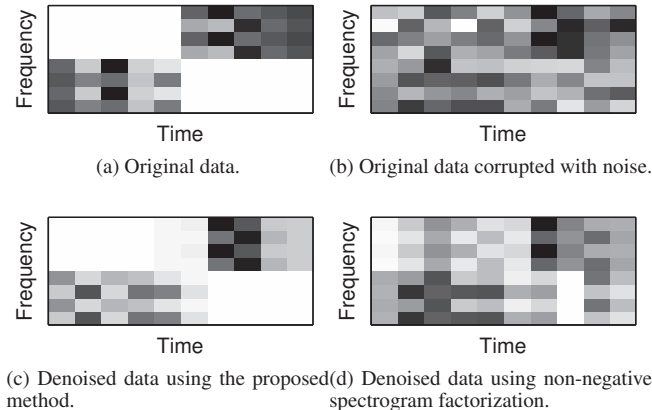 Frequency
Time
(a) Original data.
Frequency
Time
(b) Original data corrupted with noise.
Frequency
Time
(c) Denoised data using the proposed
method.
Frequency
Time
(d) Denoised data using non-negative
spectrogram factorization.